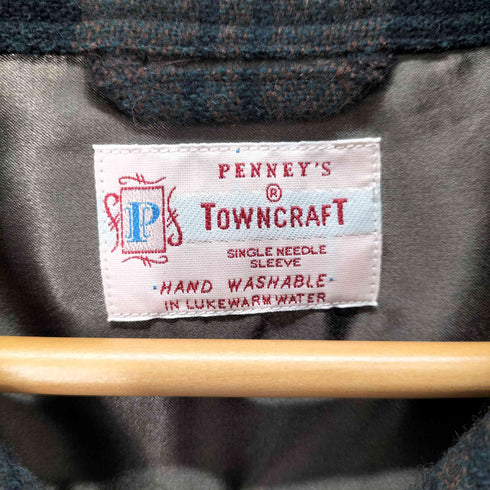 PENNEY'S
®
P
TOWNCRAFT
SINGLE NEEDLE
SLEEVE
·HAND WASHABLE·
IN LUKEWARM WATER